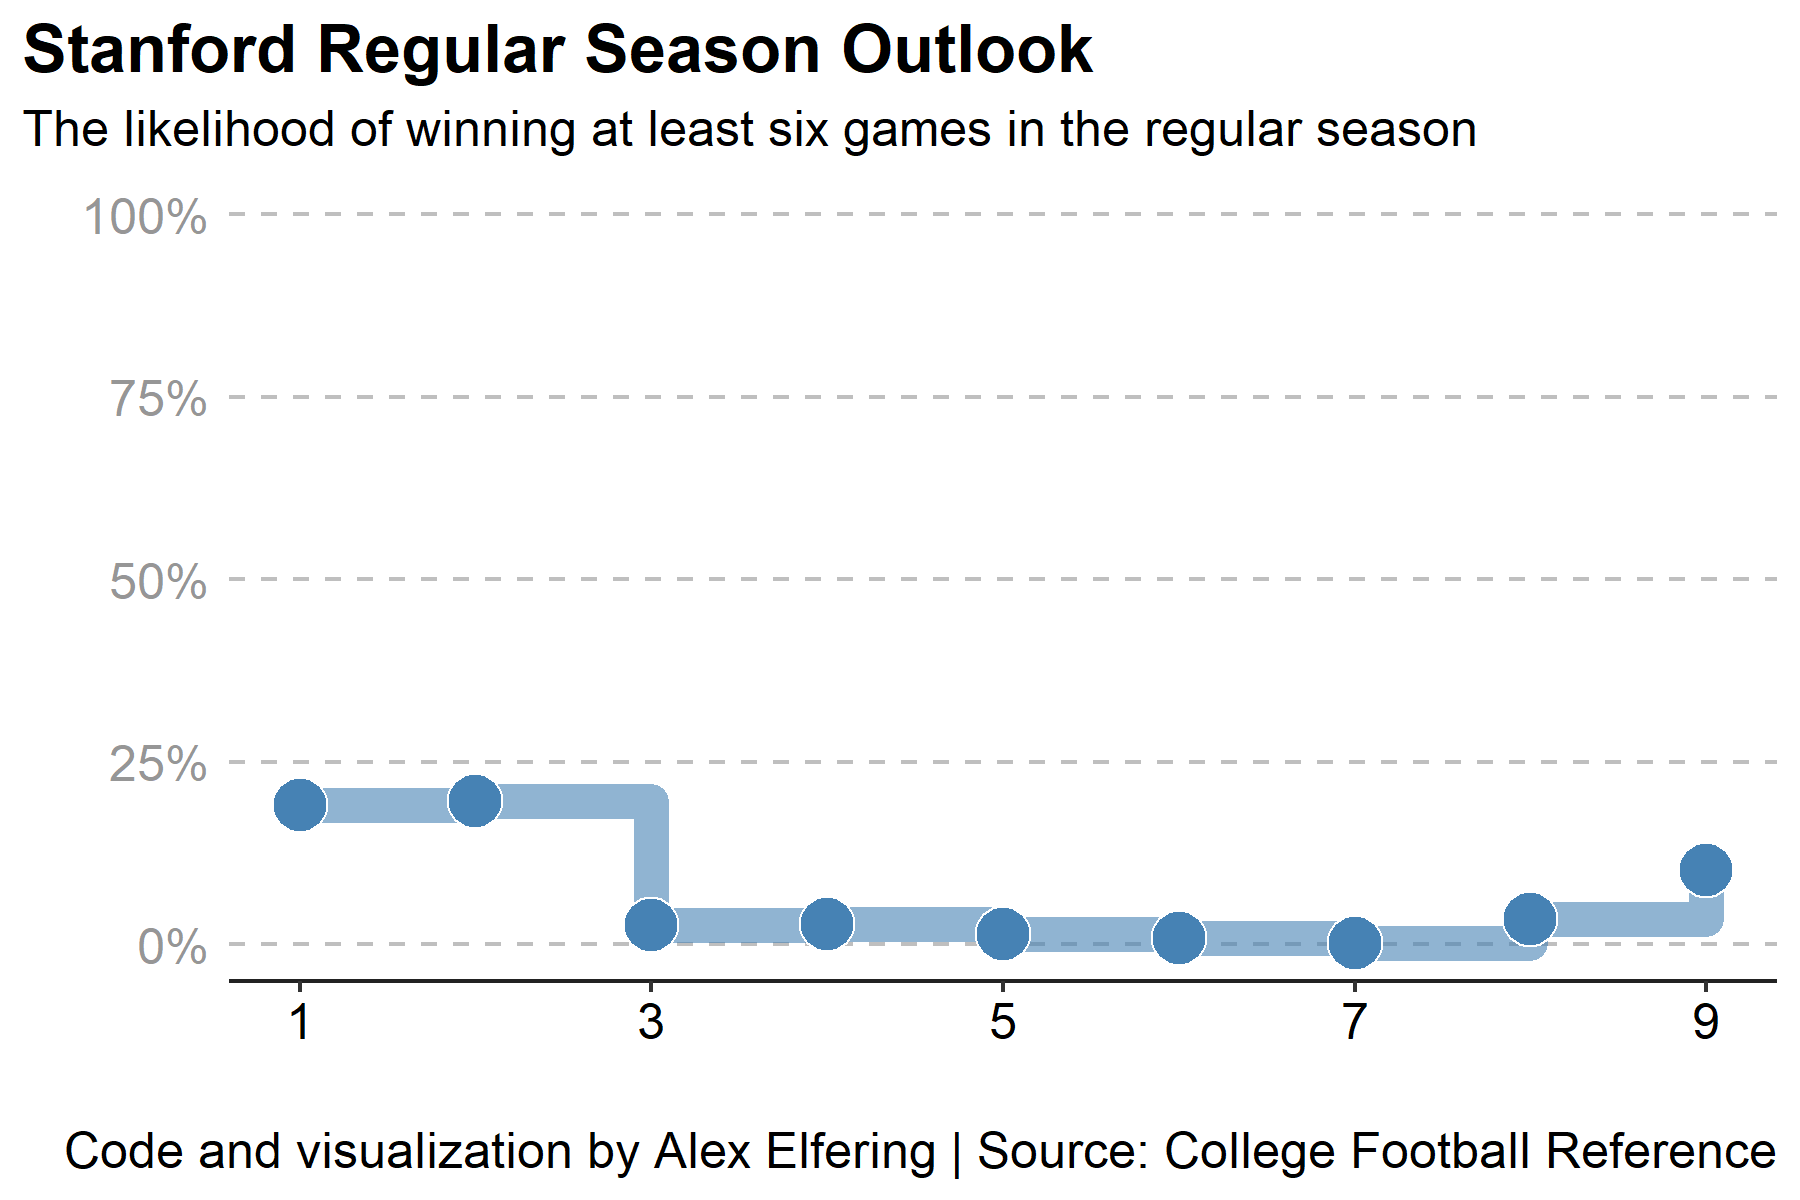 Stanford Regular Season Outlook
The likelihood of winning at least six games in the regular season
100%
75%
50%
25%
0%
1 3 5 7 9
Code and visualization by Alex Elfering | Source: College Football Reference